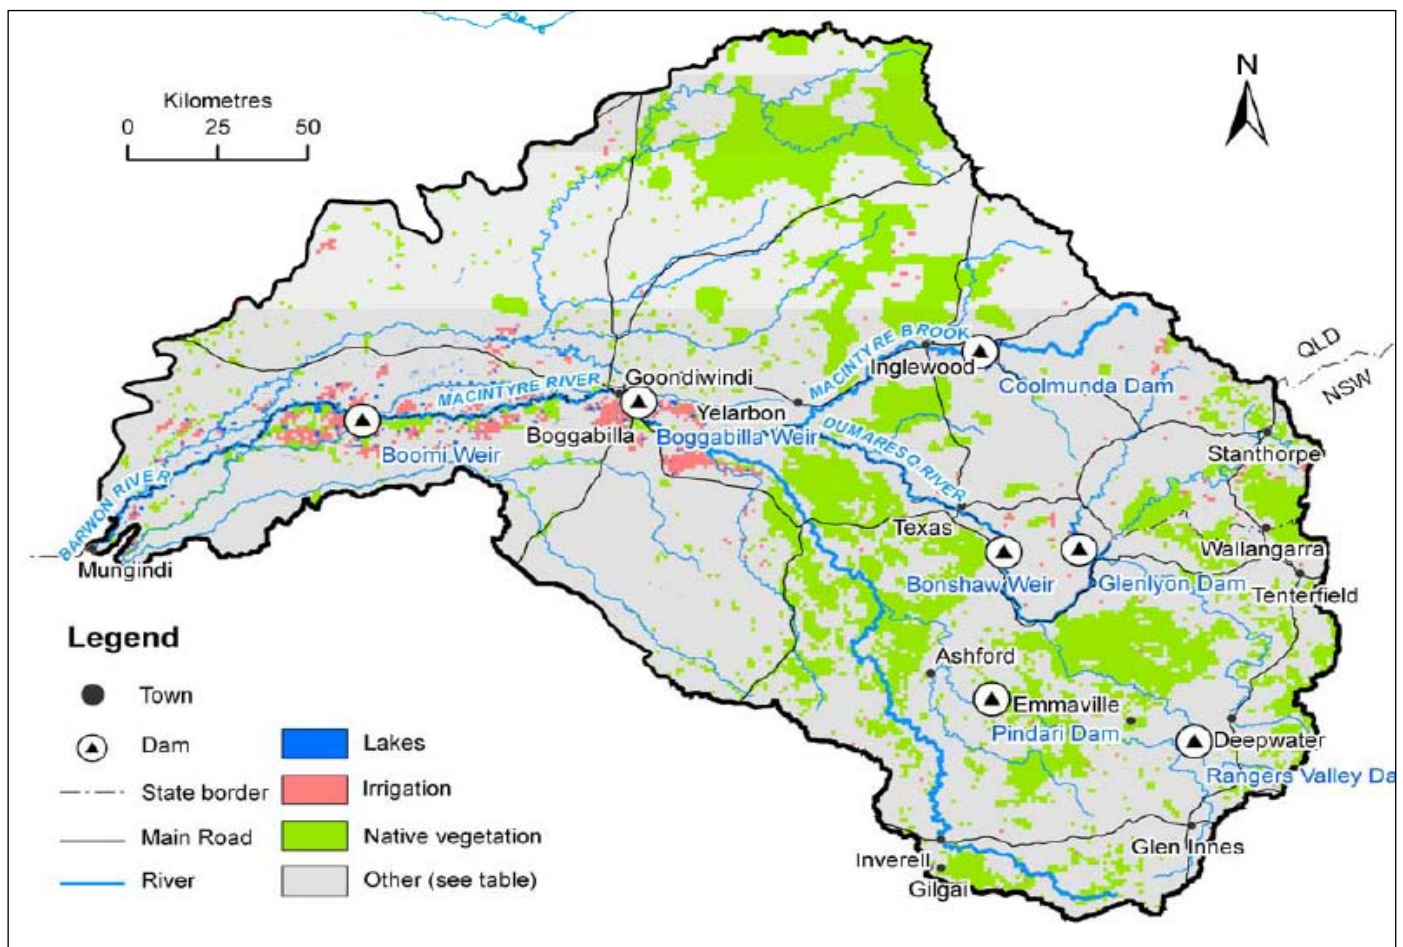 Kilometres
0 25 50
N
QLD
NSW
MACINTYRE BROOK
Inglewood
Coolmunda Dam
Goondiwindi
MACINTYRE RIVER
Yelarbon
Boggabilla
Boggabilla Weir
DUMARESQ RIVER
Boomi Weir
Stanthorpe
BARWON RIVER
Texas
Wallangarra
Mungindi
Bonshaw Weir
Glenlyon Dam
Tenterfield
Ashford
Emmaville
Pindari Dam
Deepwater
Rangers Valley Da
Glen Innes
Inverell
Gilgai
Legend
Town
Dam
Lakes
State border
Irrigation
Main Road
Native vegetation
River
Other (see table)